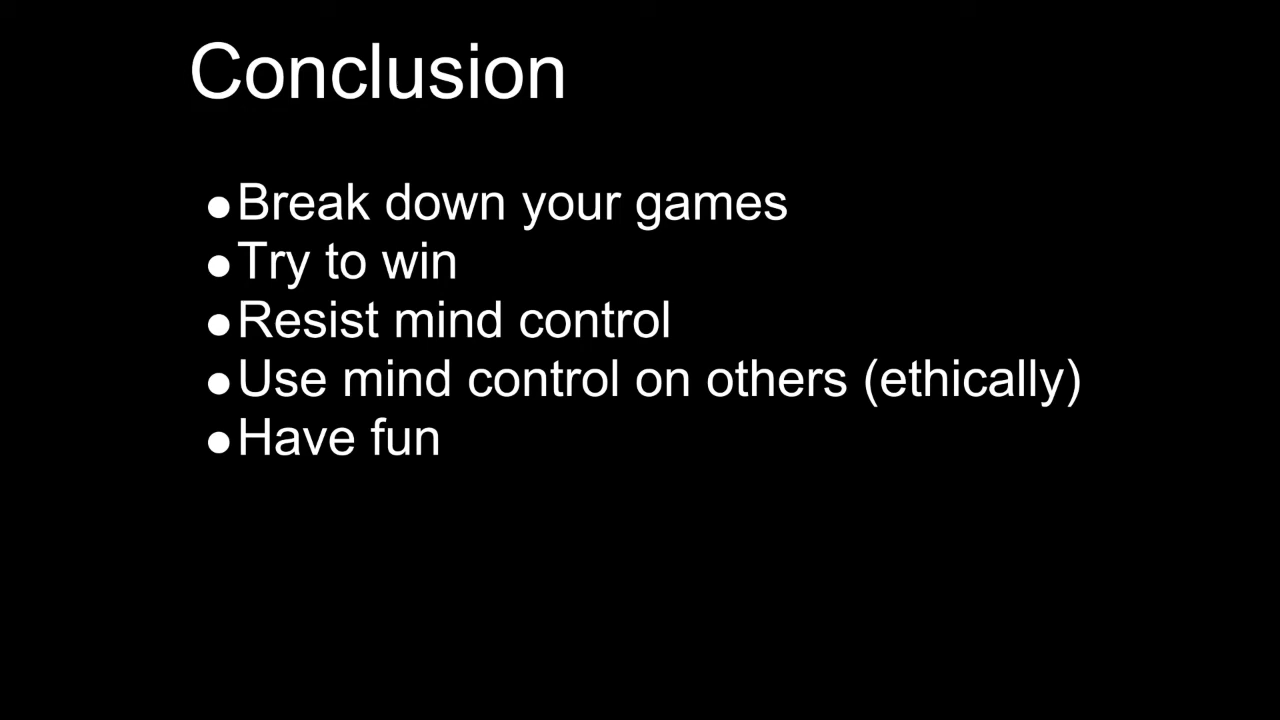 Conclusion
●Break down your games
●Try to win
●Resist mind control
●Use mind control on others (ethically)
●Have fun